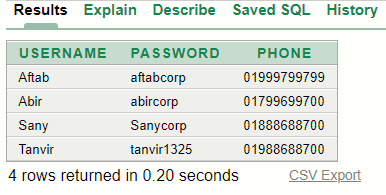 Results Explain Describe Saved SQL History
USERNAME PASSWORD PHONE
Aftab aftabcorp 01999799799
Abir abircorp 01799699700
Sany Sanycorp 01888688700
Tanvir tanvir1325 01988688700
4 rows returned in 0.20 seconds CSV Export